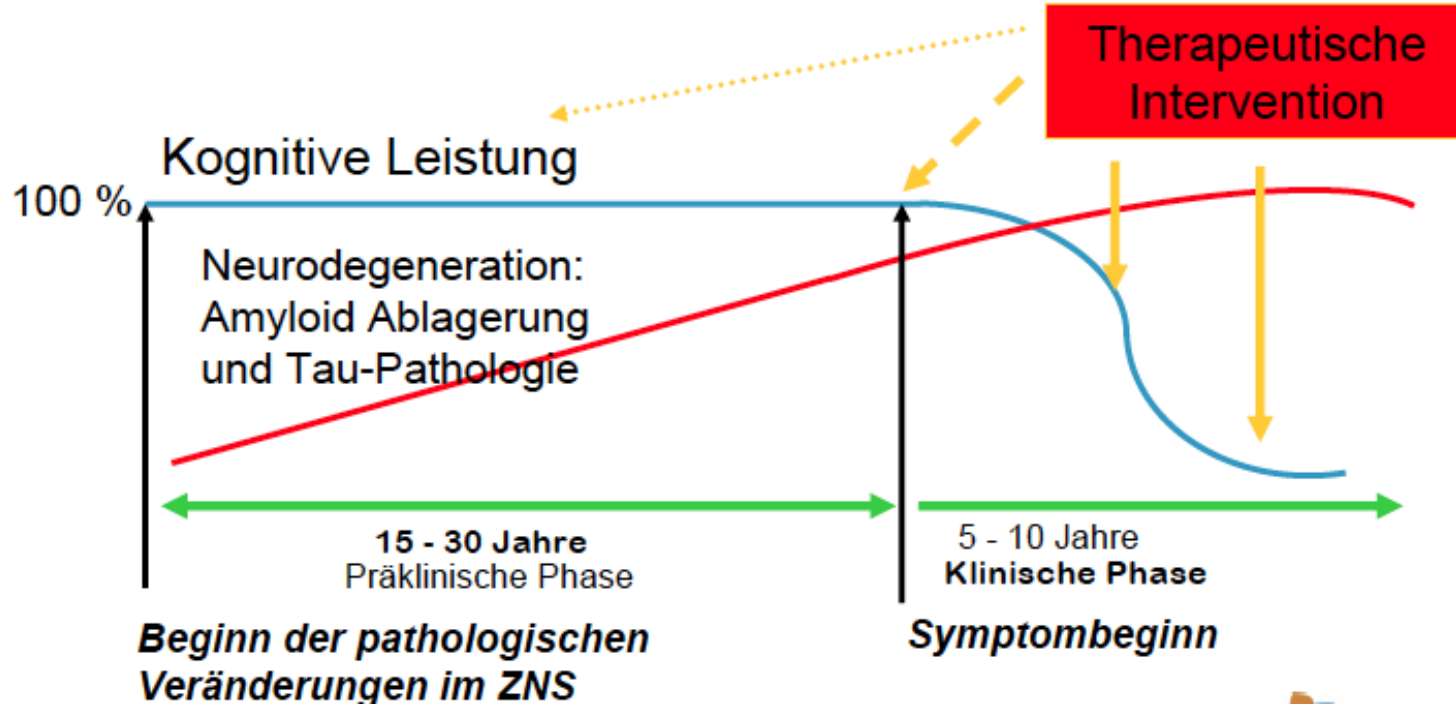 Therapeutische
Intervention
Kognitive Leistung
100 %
Neurodegeneration:
Amyloid Ablagerung
und Tau-Pathologie
15 - 30 Jahre
Präklinische Phase
5 - 10 Jahre
Klinische Phase
Beginn der pathologischen
Veränderungen im ZNS
Symptombeginn